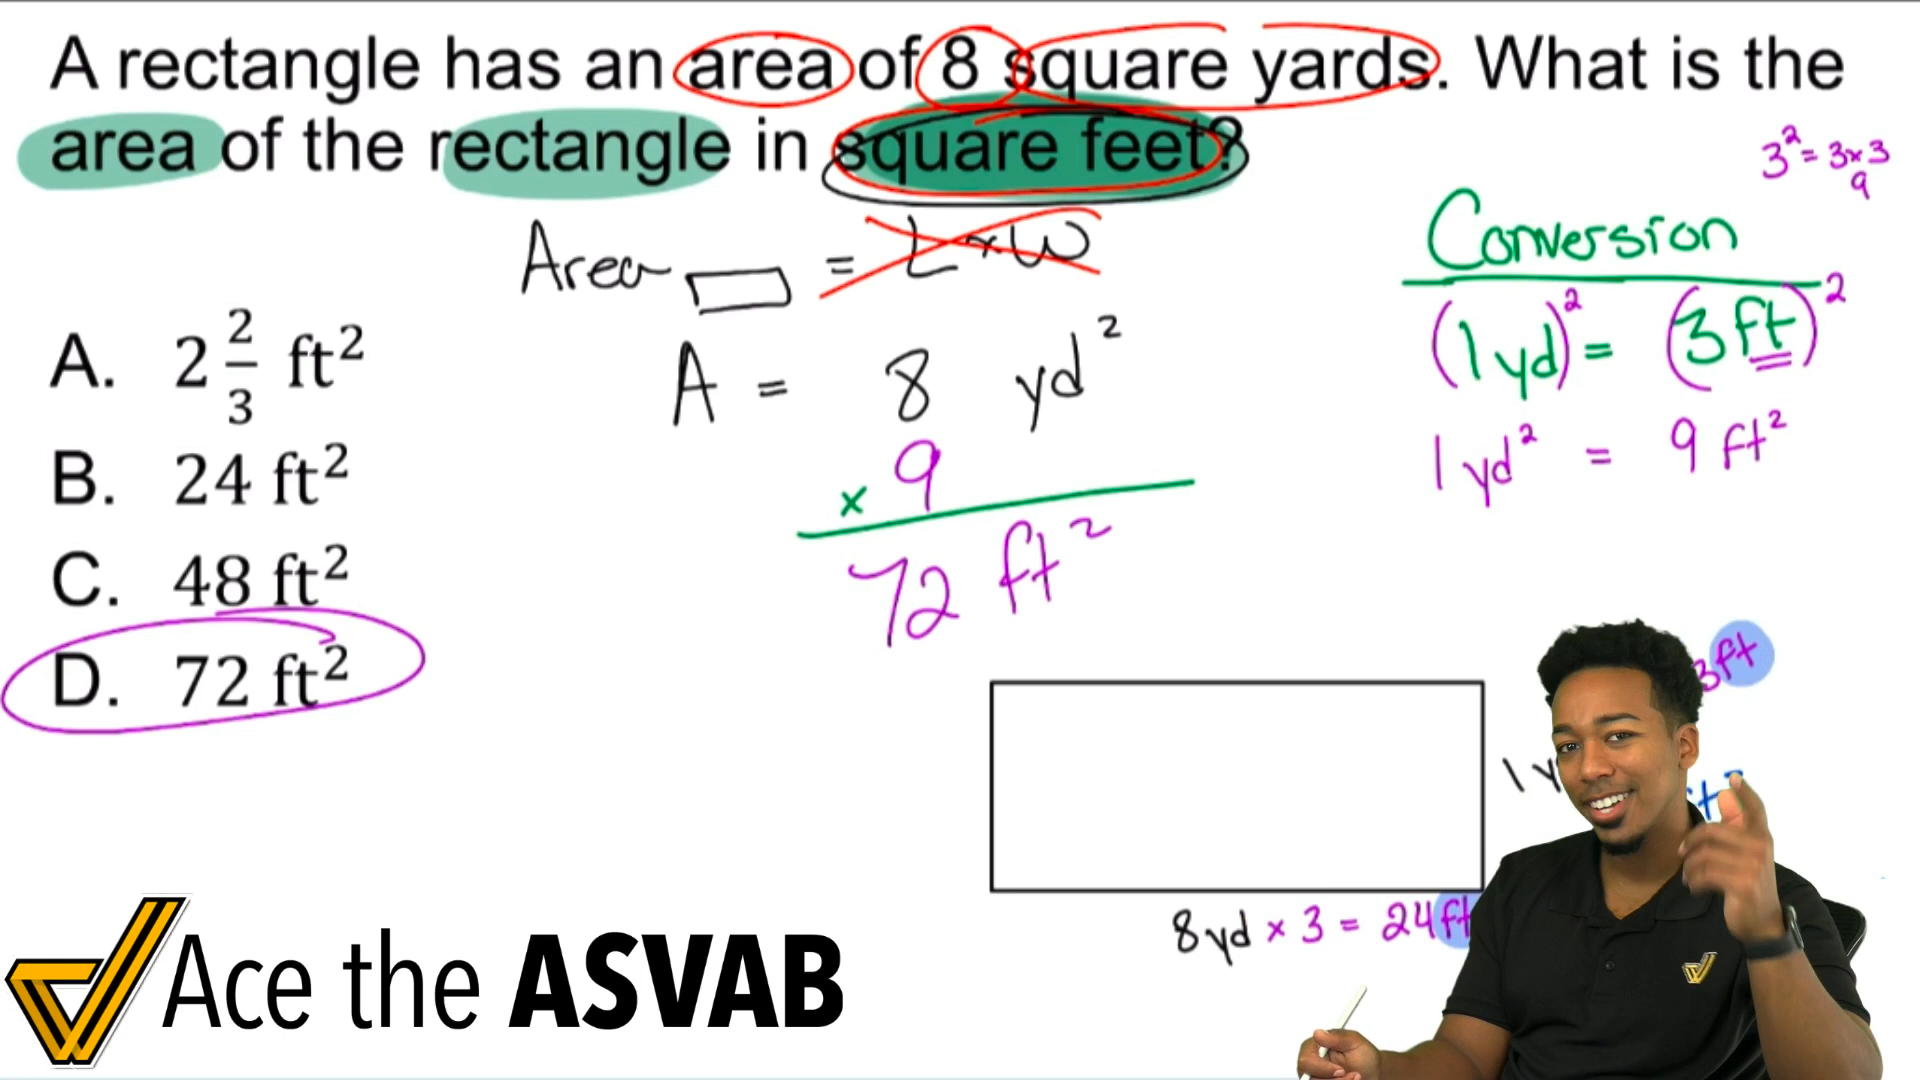 A rectangle has an area of 8 square yards. What is the
area of the rectangle in square feet?
3² = 3×3
9
Area = L×W
A = 8 yd²
× 9
72 ft²
Conversion
(1 yd)² = (3 ft)²
1 yd² = 9 ft²
A. 2 2/3 ft²
B. 24 ft²
C. 48 ft²
D. 72 ft²
3ft
1 y
8 yd × 3 = 24 ft
Ace the ASVAB